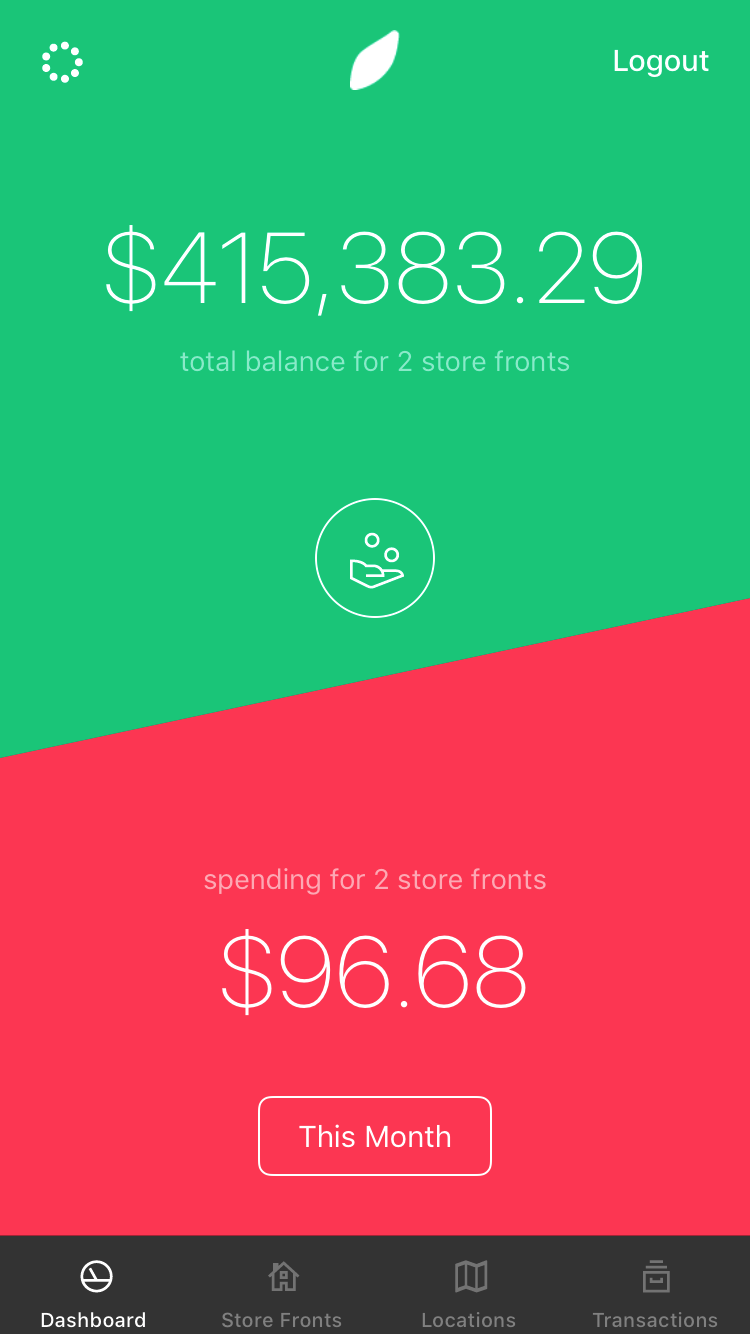 Logout
$415,383.29
total balance for 2 store fronts
spending for 2 store fronts
$96.68
This Month
Dashboard
Store Fronts
Locations
Transactions